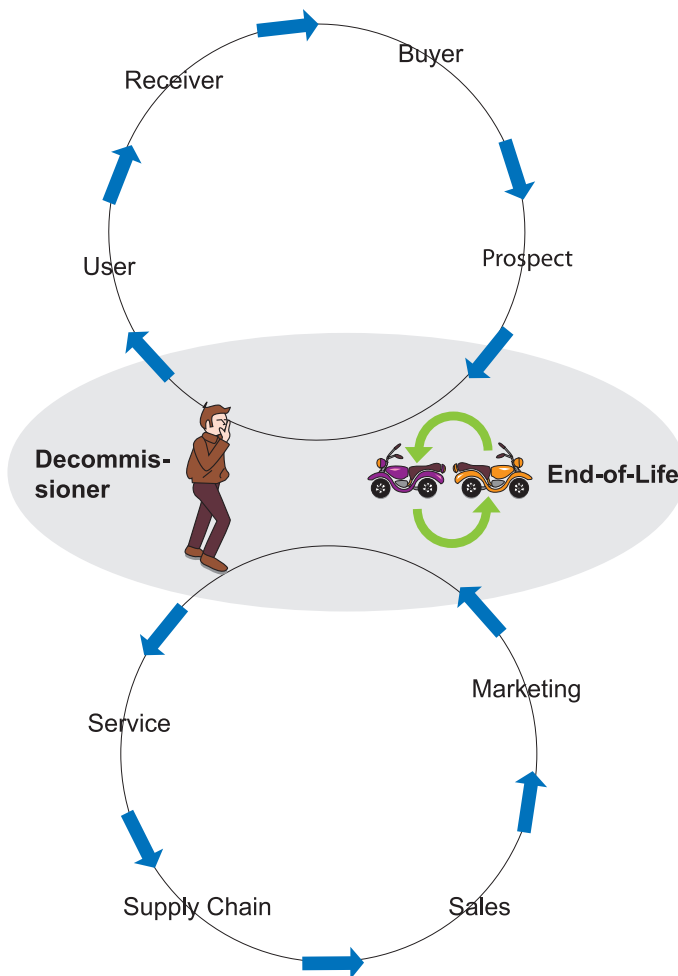 Buyer
Receiver
Prospect
User
Decommis-
sioner
End-of-Life
Marketing
Service
Supply Chain
Sales